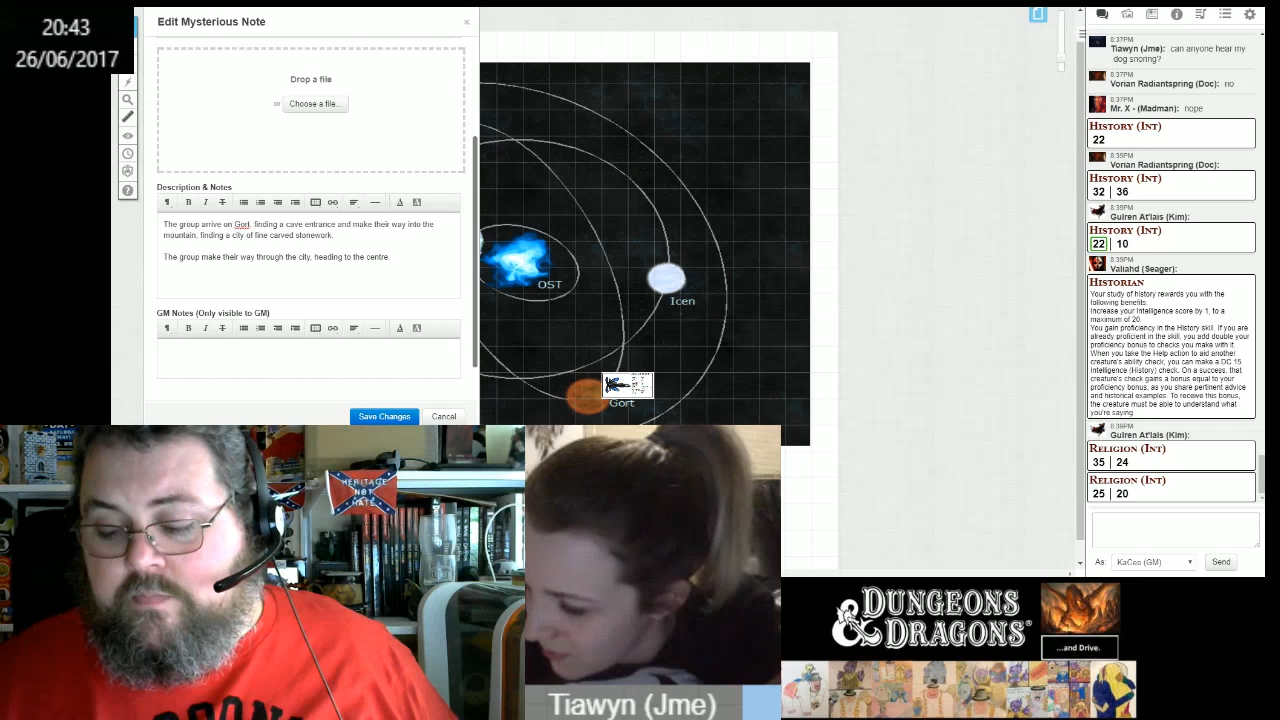 20:43
26/06/2017
Edit Mysterious Note
×
Drop a file
or Choose a file...
Description & Notes
The group arrive on Gort, finding a cave entrance and make their way into the
mountain, finding a city of fine carved stonework.
The group make their way through the city, heading to the centre.
GM Notes (Only visible to GM)
Save Changes
Cancel
OST
Icen
Gort
8:37PM
Tiawyn (Jme): can anyone hear my
dog snoring?
8:37PM
Vorian Radiantspring (Doc): no
8:37PM
Mr. X - (Madman): nope
HISTORY (INT)
22
8:39PM
Vorian Radiantspring (Doc):
HISTORY (INT)
32 | 36
8:39PM
Guiren At'lais (Kim):
HISTORY (INT)
22 | 10
8:39PM
Valiahd (Seager):
HISTORIAN
Your study of history rewards you with the
following benefits.
Increase your Intelligence score by 1, to a
maximum of 20.
You gain proficiency in the History skill. If you are
already proficient in the skill, you add double your
proficiency bonus to checks you make with it.
When you take the Help action to aid another
creature's ability check, you can make a DC 15
Intelligence (History) check. On a success, that
creature's check gains a bonus equal to your
proficiency bonus, as you share pertinent advice
and historical examples. To receive this bonus,
the creature must be able to understand what
you're saying.
8:39PM
Guiren At'lais (Kim):
RELIGION (INT)
35 | 24
RELIGION (INT)
25 | 20
As: KaCee (GM)
Send
HERITAGE
NOT
HATE
Tiawyn (Jme)
DUNGEONS
& DRAGONS®
...and Drive.